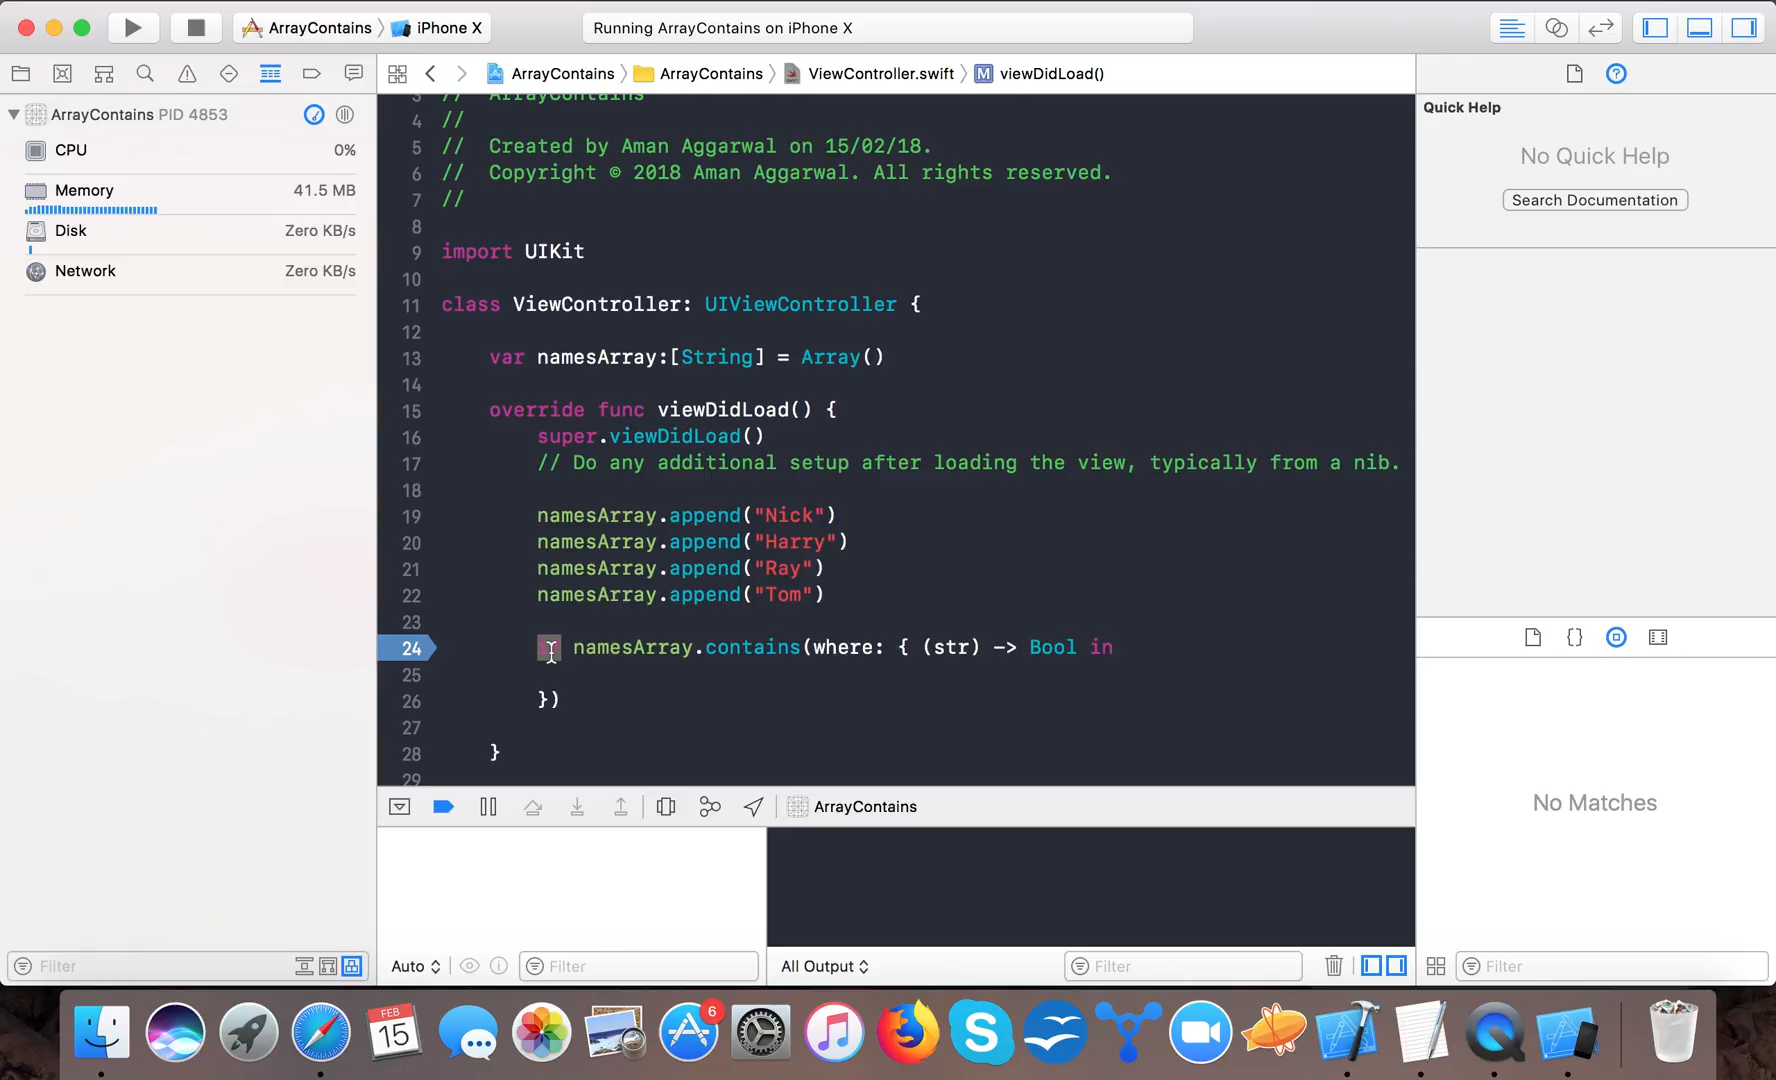 ArrayContains
iPhone X
Running ArrayContains on iPhone X
ArrayContains
ArrayContains
ViewController.swift
M viewDidLoad()
ArrayContains PID 4853
CPU 0%
Memory 41.5 MB
Disk Zero KB/s
Network Zero KB/s
3 // ArrayContains
4 //
5 // Created by Aman Aggarwal on 15/02/18.
6 // Copyright © 2018 Aman Aggarwal. All rights reserved.
7 //
8
9 import UIKit
10
11 class ViewController: UIViewController {
12
13 var namesArray:[String] = Array()
14
15 override func viewDidLoad() {
16 super.viewDidLoad()
17 // Do any additional setup after loading the view, typically from a nib.
18
19 namesArray.append("Nick")
20 namesArray.append("Harry")
21 namesArray.append("Ray")
22 namesArray.append("Tom")
23
24 namesArray.contains(where: { (str) -> Bool in
25
26 })
27
28 }
29
ArrayContains
Filter
Auto
Filter
All Output
Filter
Quick Help
No Quick Help
Search Documentation
No Matches
Filter
FEB
15
6